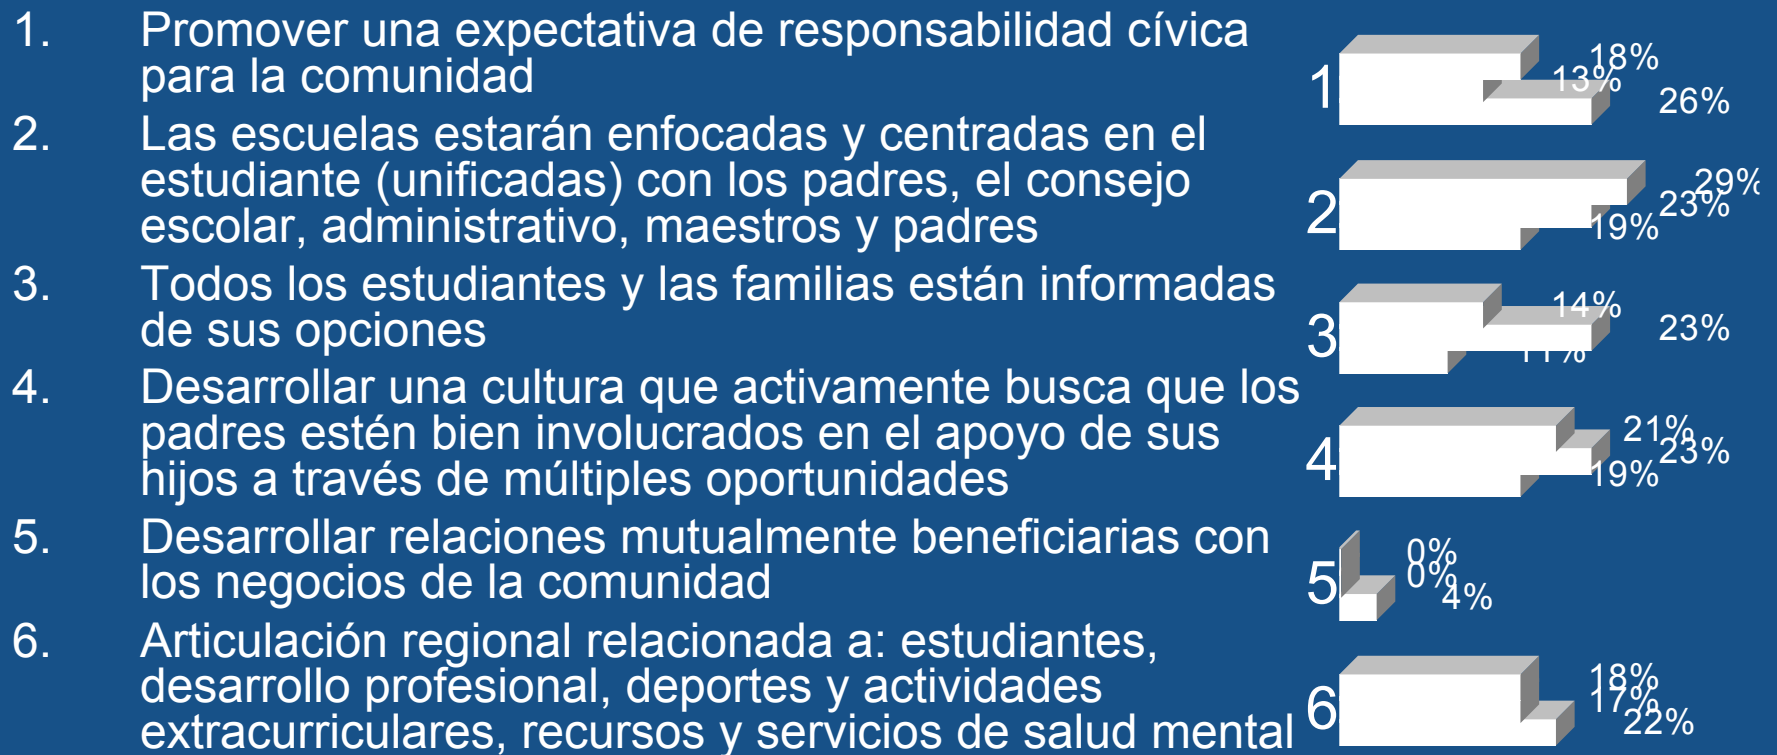 1. Promover una expectativa de responsabilidad cívica
para la comunidad
2. Las escuelas estarán enfocadas y centradas en el
estudiante (unificadas) con los padres, el consejo
escolar, administrativo, maestros y padres
3. Todos los estudiantes y las familias están informadas
de sus opciones
4. Desarrollar una cultura que activamente busca que los
padres estén bien involucrados en el apoyo de sus
hijos a través de múltiples oportunidades
5. Desarrollar relaciones mutualmente beneficiarias con
los negocios de la comunidad
6. Articulación regional relacionada a: estudiantes,
desarrollo profesional, deportes y actividades
extracurriculares, recursos y servicios de salud mental
1
18%
13%
26%
2
29%
23%
19%
3
14%
23%
11%
4
21%
23%
19%
5
0%
0%
4%
6
18%
17%
22%